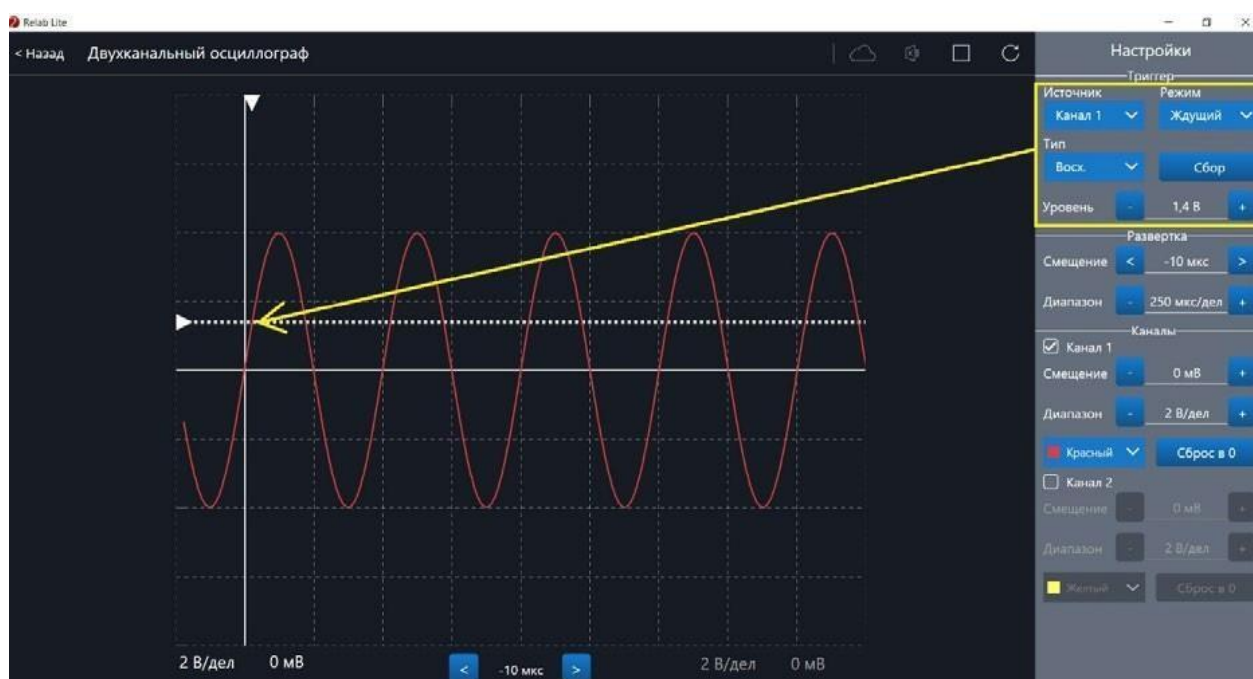 Relab Lite
< Назад Двухканальный осциллограф
Настройки
Триггер
Источник Режим
Канал 1 Ждущий
Тип
Восх. Сбор
Уровень - 1,4 В +
Развертка
Смещение < -10 мкс >
Диапазон - 250 мкс/дел +
Каналы
Канал 1
Смещение - 0 мВ +
Диапазон - 2 В/дел +
Красный Сброс в 0
Канал 2
Смещение - 0 мВ +
Диапазон - 2 В/дел +
Желтый Сброс в 0
2 В/дел 0 мВ < -10 мкс > 2 В/дел 0 мВ